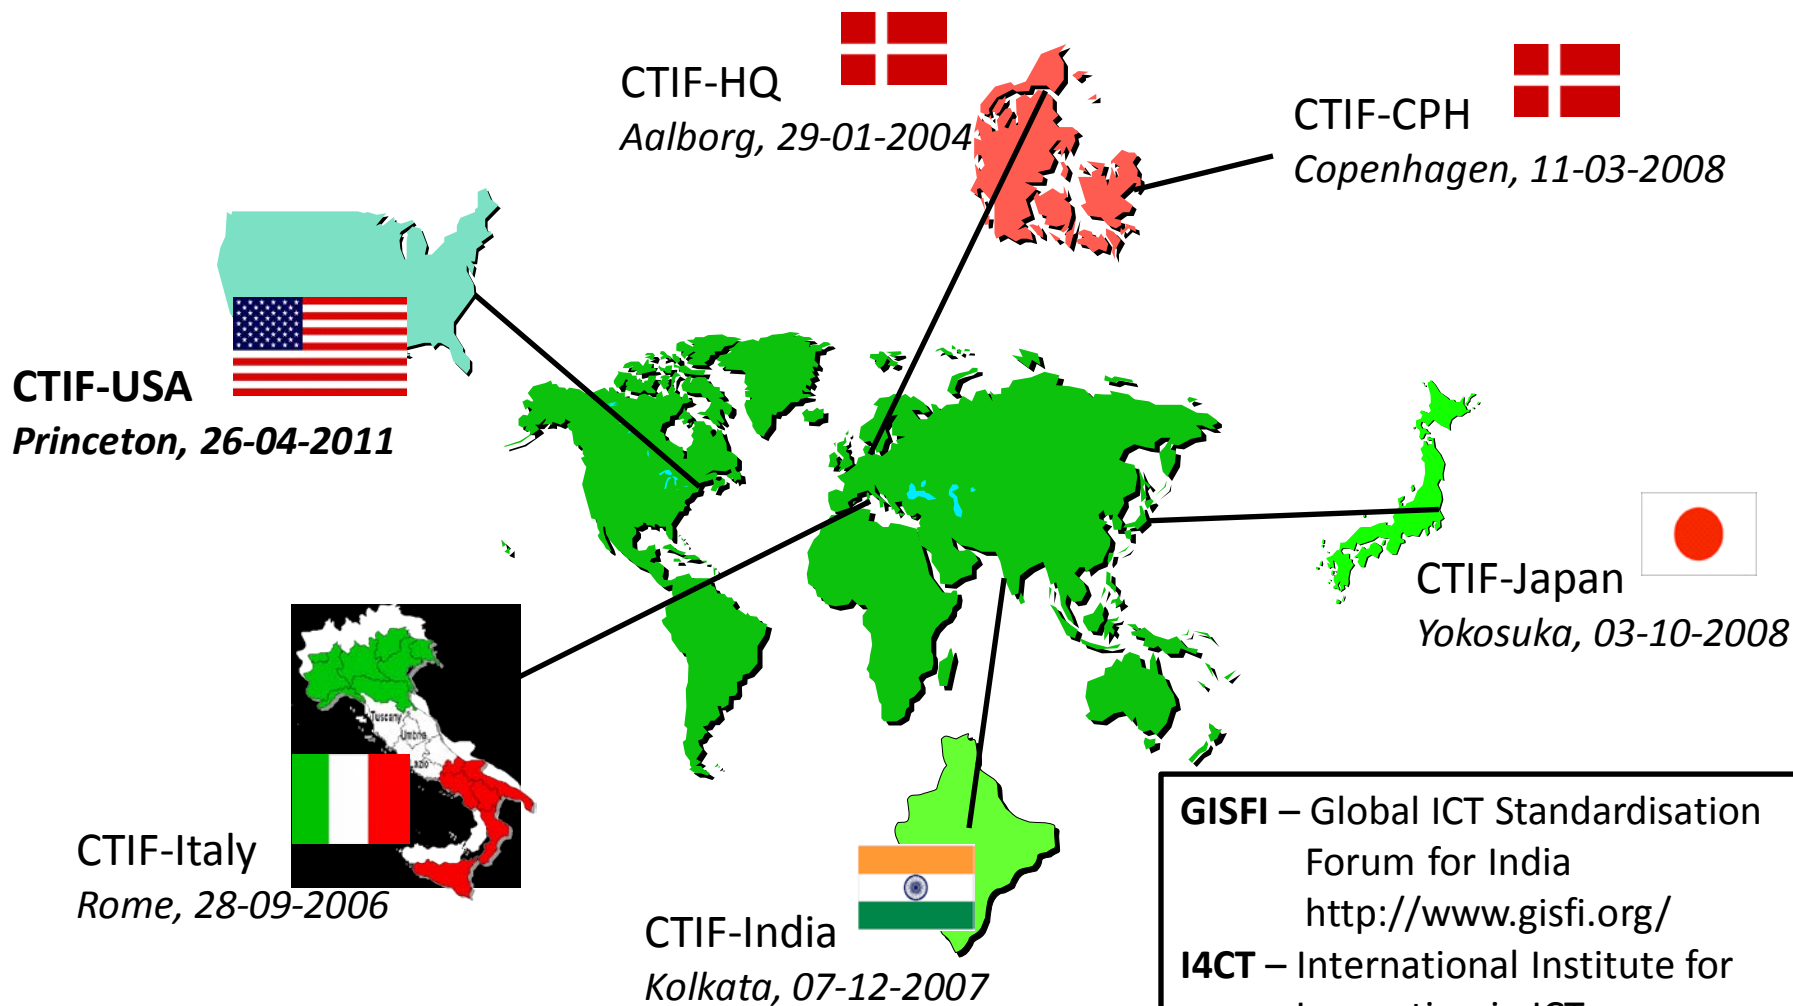 CTIF-HQ
Aalborg, 29-01-2004
CTIF-CPH
Copenhagen, 11-03-2008
CTIF-USA
Princeton, 26-04-2011
CTIF-Japan
Yokosuka, 03-10-2008
Tuscany
Umbria
CTIF-Italy
Rome, 28-09-2006
CTIF-India
Kolkata, 07-12-2007
GISFI – Global ICT Standardisation
Forum for India
http://www.gisfi.org/
I4CT – International Institute for